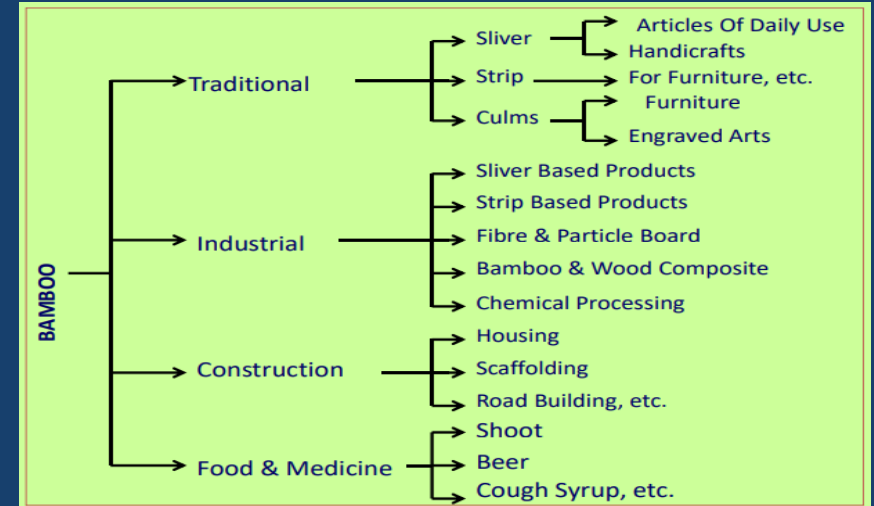 BAMBOO
Traditional
Sliver
Articles Of Daily Use
Handicrafts
Strip
For Furniture, etc.
Culms
Furniture
Engraved Arts
Industrial
Sliver Based Products
Strip Based Products
Fibre & Particle Board
Bamboo & Wood Composite
Chemical Processing
Construction
Housing
Scaffolding
Road Building, etc.
Food & Medicine
Shoot
Beer
Cough Syrup, etc.